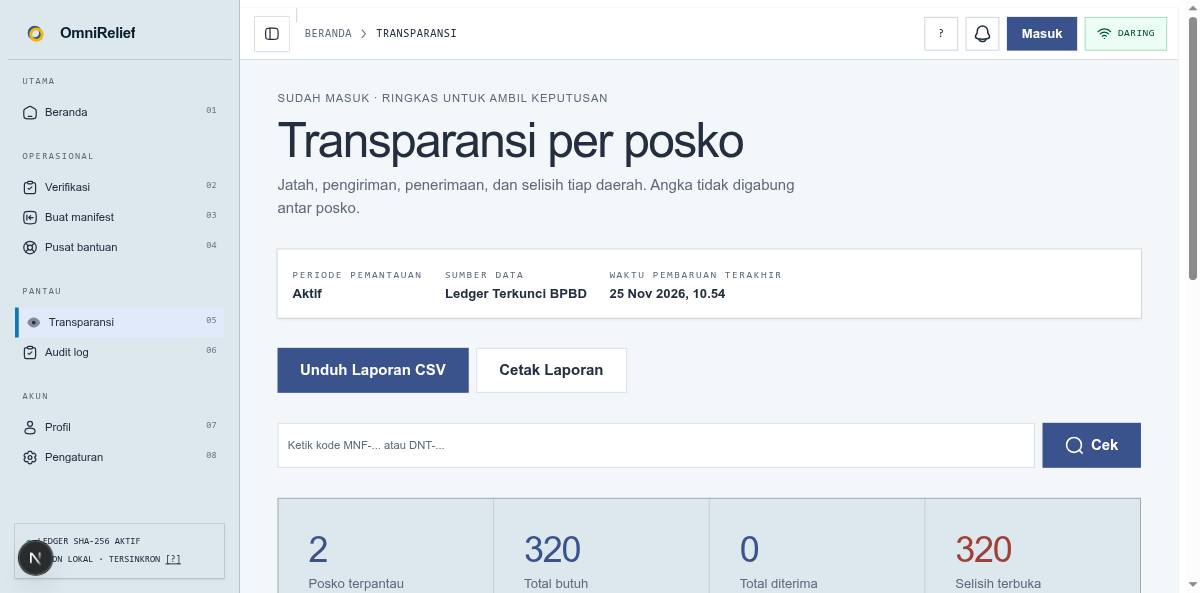 OmniRelief
UTAMA
Beranda 01
OPERASIONAL
Verifikasi 02
Buat manifest 03
Pusat bantuan 04
PANTAU
Transparansi 05
Audit log 06
AKUN
Profil 07
Pengaturan 08
LEDGER SHA-256 AKTIF
LOKAL · TERSINKRON [?]
N
BERANDA > TRANSPARANSI
?
Masuk
DARING
SUDAH MASUK · RINGKAS UNTUK AMBIL KEPUTUSAN
Transparansi per posko
Jatah, pengiriman, penerimaan, dan selisih tiap daerah. Angka tidak digabung
antar posko.
PERIODE PEMANTAUAN SUMBER DATA WAKTU PEMBARUAN TERAKHIR
Aktif Ledger Terkunci BPBD 25 Nov 2026, 10.54
Unduh Laporan CSV Cetak Laporan
Ketik kode MNF-... atau DNT-... Cek
2 320 0 320
Posko terpantau Total butuh Total diterima Selisih terbuka